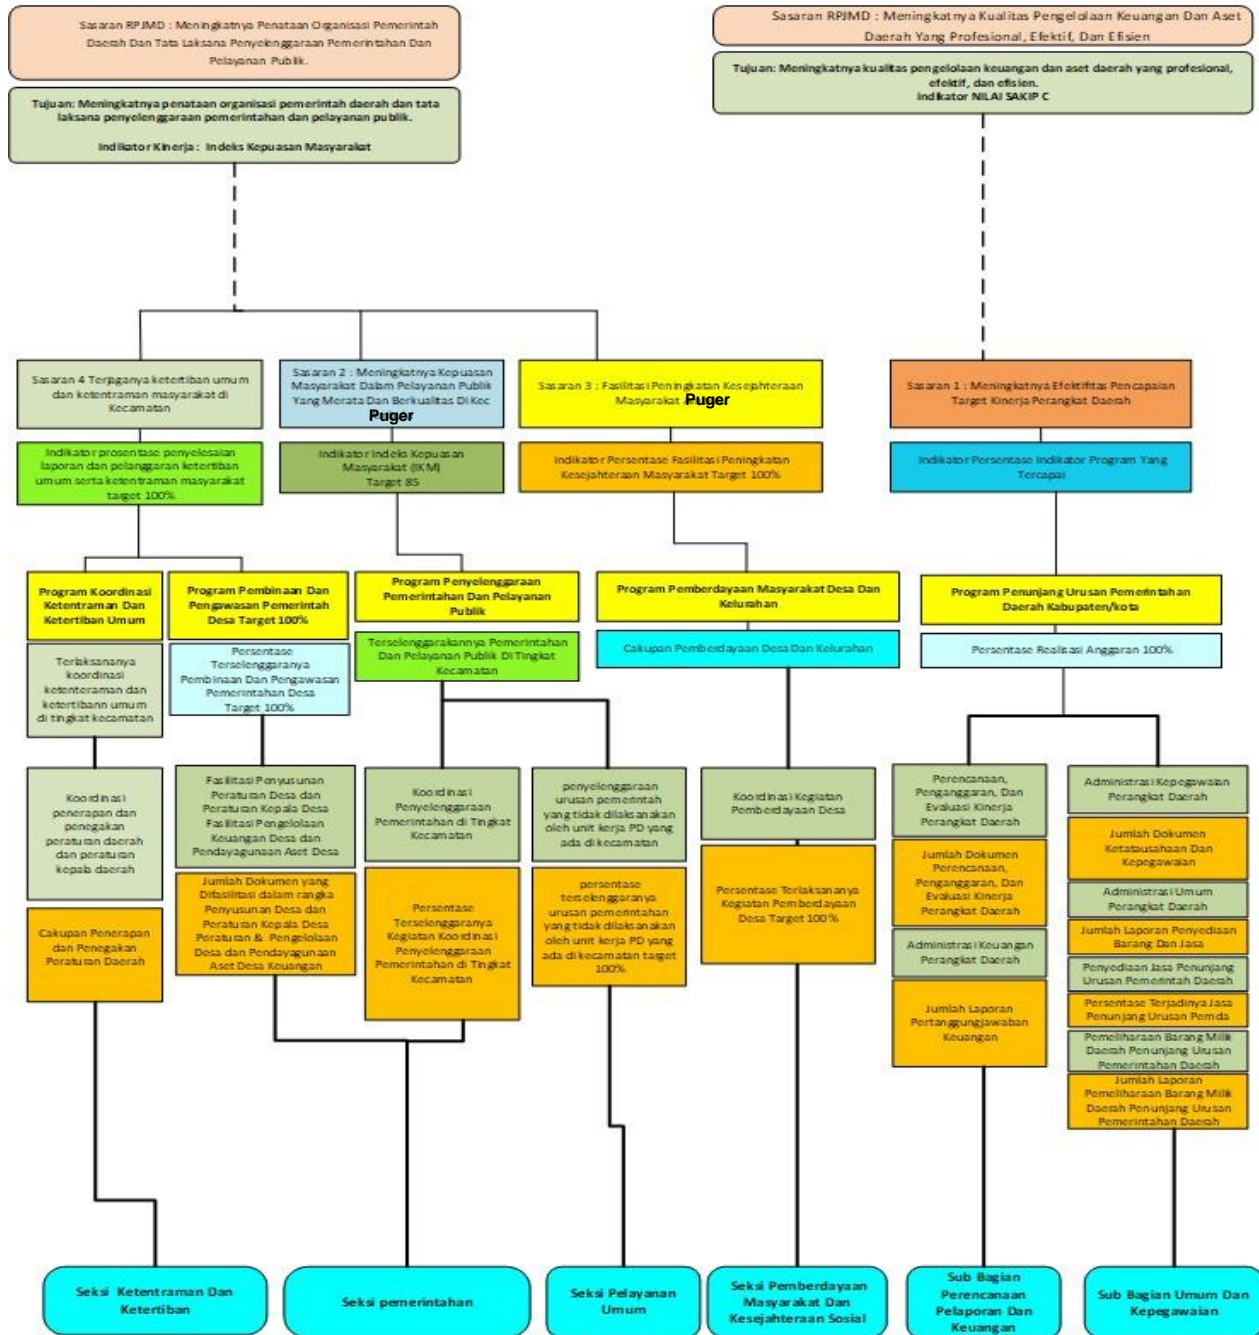 Sasaran RPJMD : Meningkatnya Penataan Organisasi Pemerintah
Daerah Dan Tata Laksana Penyelenggaraan Pemerintahan Dan
Pelayanan Publik.
Tujuan: Meningkatnya penataan organisasi pemerintah daerah dan tata
laksana penyelenggaraan pemerintahan dan pelayanan publik.
Indikator Kinerja : Indeks Kepuasan Masyarakat
Sasaran RPJMD : Meningkatnya Kualitas Pengelolaan Keuangan Dan Aset
Daerah Yang Profesional, Efektif, Dan Efisien
Tujuan: Meningkatnya kualitas pengelolaan keuangan dan aset daerah yang profesional,
efektif, dan efisien.
Indikator NILAI SAKIP C
Sasaran 4 Terjaganya ketertiban umum
dan ketentraman masyarakat di
Kecamatan
Sasaran 2 : Meningkatnya Kepuasan
Masyarakat Dalam Pelayanan Publik
Yang Merata Dan Berkualitas Di Kec
Puger
Sasaran 3 : Fasilitasi Peningkatan Kesejahteraan
Masyarakat Puger
Sasaran 1 : Meningkatnya Efektifitas Pencapaian
Target Kinerja Perangkat Daerah
Indikator prosentase penyelesaian
laporan dan pelanggaran ketertiban
umum serta ketentraman masyarakat
target 100%
Indikator Indeks Kepuasan
Masyarakat (IKM)
Target 85
Indikator Persentase Fasilitasi Peningkatan
Kesejahteraan Masyarakat Target 100%
Indikator Persentase Indikator Program Yang
Tercapai
Program Koordinasi
Ketentraman Dan
Ketertiban Umum
Program Pembinaan Dan
Pengawasan Pemerintah
Desa Target 100%
Program Penyelenggaraan
Pemerintahan Dan Pelayanan
Publik
Program Pemberdayaan Masyarakat Desa Dan
Kelurahan
Program Penunjang Urusan Pemerintahan
Daerah Kabupaten/kota
Terlaksananya
koordinasi
ketenteraman dan
ketertibann umum
di tingkat kecamatan
Persentase
Terselenggaranya
Pembinaan Dan Pengawasan
Pemerintahan Desa
Target 100%
Terselenggarakannya Pemerintahan
Dan Pelayanan Publik Di Tingkat
Kecamatan
Cakupan Pemberdayaan Desa Dan Kelurahan
Persentase Realisasi Anggaran 100%
Koordinasi
penerapan dan
penegakan
peraturan daerah
dan peraturan
kepala daerah
Fasilitasi Penyusunan
Peraturan Desa dan
Peraturan Kepala Desa
Fasilitasi Pengelolaan
Keuangan Desa dan
Pendayagunaan Aset Desa
Koordinasi
Penyelenggaraan
Pemerintahan di Tingkat
Kecamatan
penyelenggaraan
urusan pemerintah
yang tidak dilaksanakan
oleh unit kerja PD yang
ada di kecamatan
Koordinasi Kegiatan
Pemberdayaan Desa
Perencanaan,
Penganggaran, Dan
Evaluasi Kinerja
Perangkat Daerah
Administrasi Kepegawaian
Perangkat Daerah
Cakupan Penerapan
dan Penegakan
Peraturan Daerah
Jumlah Dokumen yang
Difasilitasi dalam rangka
Penyusunan Desa dan
Peraturan Kepala Desa
Peraturan & Pengelolaan
Desa dan Pendayagunaan
Aset Desa Keuangan
Persentase
Terselenggaranya
Kegiatan Koordinasi
Penyelenggaraan
Pemerintahan di Tingkat
Kecamatan
persentase
terselenggaranya
urusan pemerintahan
yang tidak dilaksanakan
oleh unit kerja PD yang
ada di kecamatan target
100%
Persentase Terlaksananya
Kegiatan Pemberdayaan
Desa Target 100%
Jumlah Dokumen
Perencanaan,
Penganggaran, Dan
Evaluasi Kinerja
Perangkat Daerah
Administrasi Keuangan
Perangkat Daerah
Jumlah Laporan
Pertanggungjawaban
Keuangan
Jumlah Dokumen
Ketatausahaan Dan
Kepegawaian
Administrasi Umum
Perangkat Daerah
Jumlah Laporan Penyediaan
Barang Dan Jasa
Penyediaan Jasa Penunjang
Urusan Pemerintah Daerah
Persentase Terjadinya Jasa
Penunjang Urusan Pemda
Pemeliharaan Barang Milik
Daerah Penunjang Urusan
Pemerintahan Daerah
Jumlah Laporan
Pemeliharaan Barang Milik
Daerah Penunjang Urusan
Pemerintahan Daerah
Seksi Ketentraman Dan
Ketertiban
Seksi pemerintahan
Seksi Pelayanan
Umum
Seksi Pemberdayaan
Masyarakat Dan
Kesejahteraan Sosial
Sub Bagian
Perencanaan
Pelaporan Dan
Keuangan
Sub Bagian Umum Dan
Kepegawaian